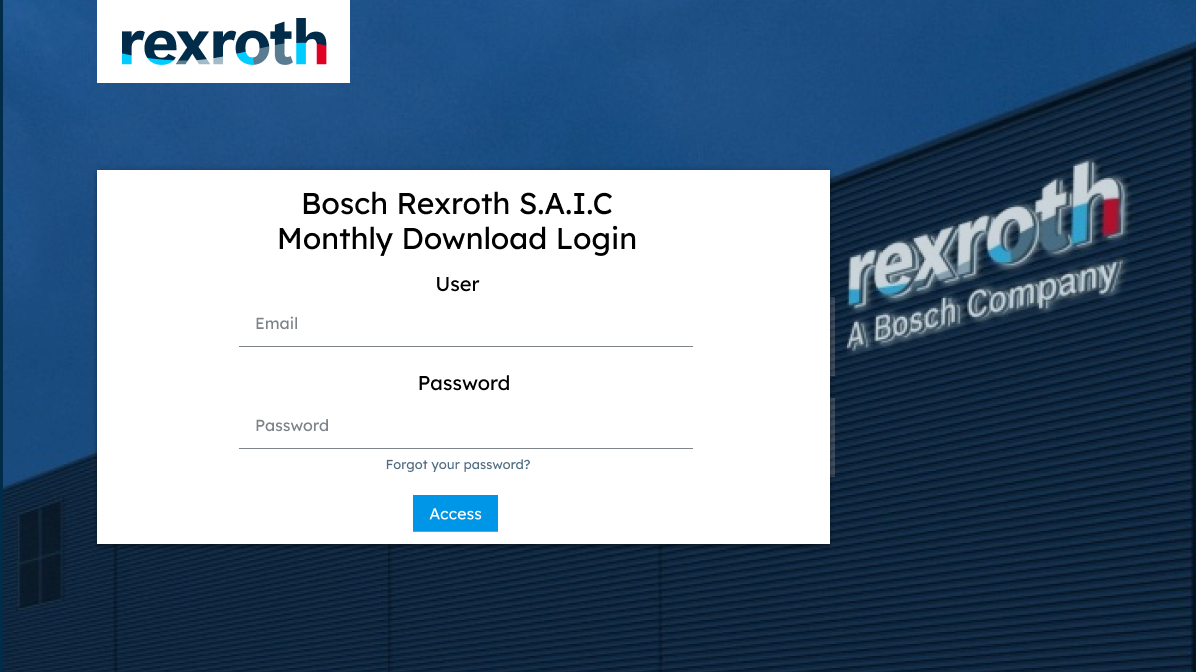 rexroth
Bosch Rexroth S.A.I.C
Monthly Download Login
User
Email
Password
Password
Forgot your password?
Access
rexroth
A Bosch Company